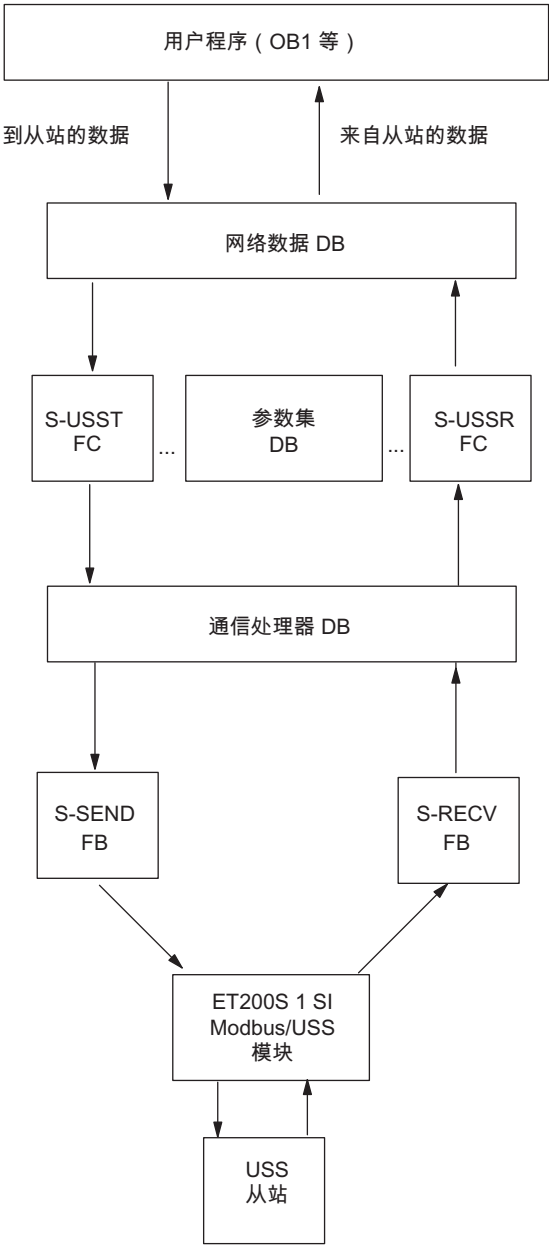 用户程序（OB1 等）
到从站的数据
来自从站的数据
网络数据 DB
S-USST
FC
...
参数集
DB
...
S-USSR
FC
通信处理器 DB
S-SEND
FB
S-RECV
FB
ET200S 1 SI
Modbus/USS
模块
USS
从站